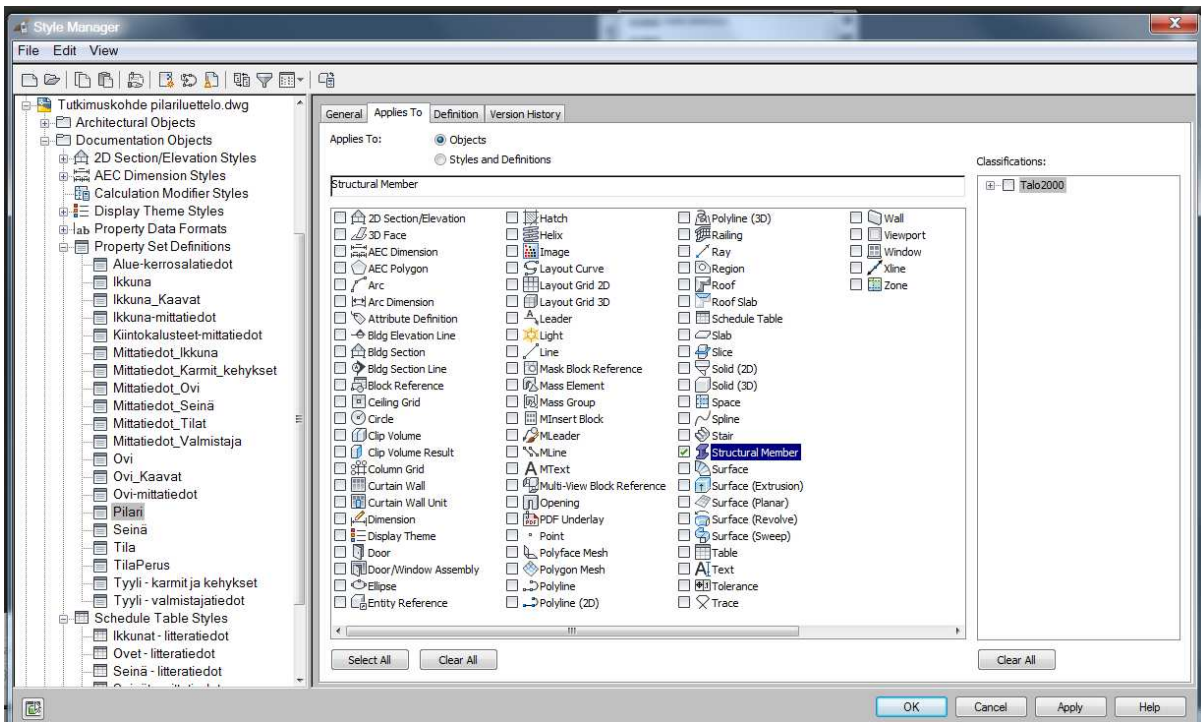 Style Manager
File Edit View
Tutkimuskohde pilariluettelo.dwg
Architectural Objects
Documentation Objects
2D Section/Elevation Styles
AEC Dimension Styles
Calculation Modifier Styles
Display Theme Styles
Property Data Formats
Property Set Definitions
Alue-kerrosalatiedot
Ikkuna
Ikkuna_Kaavat
Ikkuna-mittatiedot
Kiintokalusteet-mittatiedot
Mittatiedot_Ikkuna
Mittatiedot_Karmit_kehykset
Mittatiedot_Ovi
Mittatiedot_Seinä
Mittatiedot_Tilat
Mittatiedot_Valmistaja
Ovi
Ovi_Kaavat
Ovi-mittatiedot
Pilari
Seinä
Tila
TilaPerus
Tyyli - karmit ja kehykset
Tyyli - valmistajatiedot
Schedule Table Styles
Ikkunat - litteratiedot
Ovet - litteratiedot
Seinä - litteratiedot
General Applies To Definition Version History
Applies To: Objects
Styles and Definitions
Structural Member
2D Section/Elevation
3D Face
AEC Dimension
AEC Polygon
Arc
Arc Dimension
Attribute Definition
Bldg Elevation Line
Bldg Section
Bldg Section Line
Block Reference
Ceiling Grid
Circle
Clip Volume
Clip Volume Result
Column Grid
Curtain Wall
Curtain Wall Unit
Dimension
Display Theme
Door
Door/Window Assembly
Ellipse
Entity Reference
Hatch
Helix
Image
Layout Curve
Layout Grid 2D
Layout Grid 3D
Leader
Light
Line
Mask Block Reference
Mass Element
Mass Group
MInsert Block
MLeader
MLine
MText
Multi-View Block Reference
Opening
PDF Underlay
Point
Polyface Mesh
Polygon Mesh
Polyline
Polyline (2D)
Polyline (3D)
Railing
Ray
Region
Roof
Roof Slab
Schedule Table
Slab
Slice
Solid (2D)
Solid (3D)
Space
Spline
Stair
Structural Member
Surface
Surface (Extrusion)
Surface (Planar)
Surface (Revolve)
Surface (Sweep)
Table
Text
Tolerance
Trace
Wall
Viewport
Window
Xline
Zone
Classifications:
Talo2000
Select All Clear All
Clear All
OK Cancel Apply Help